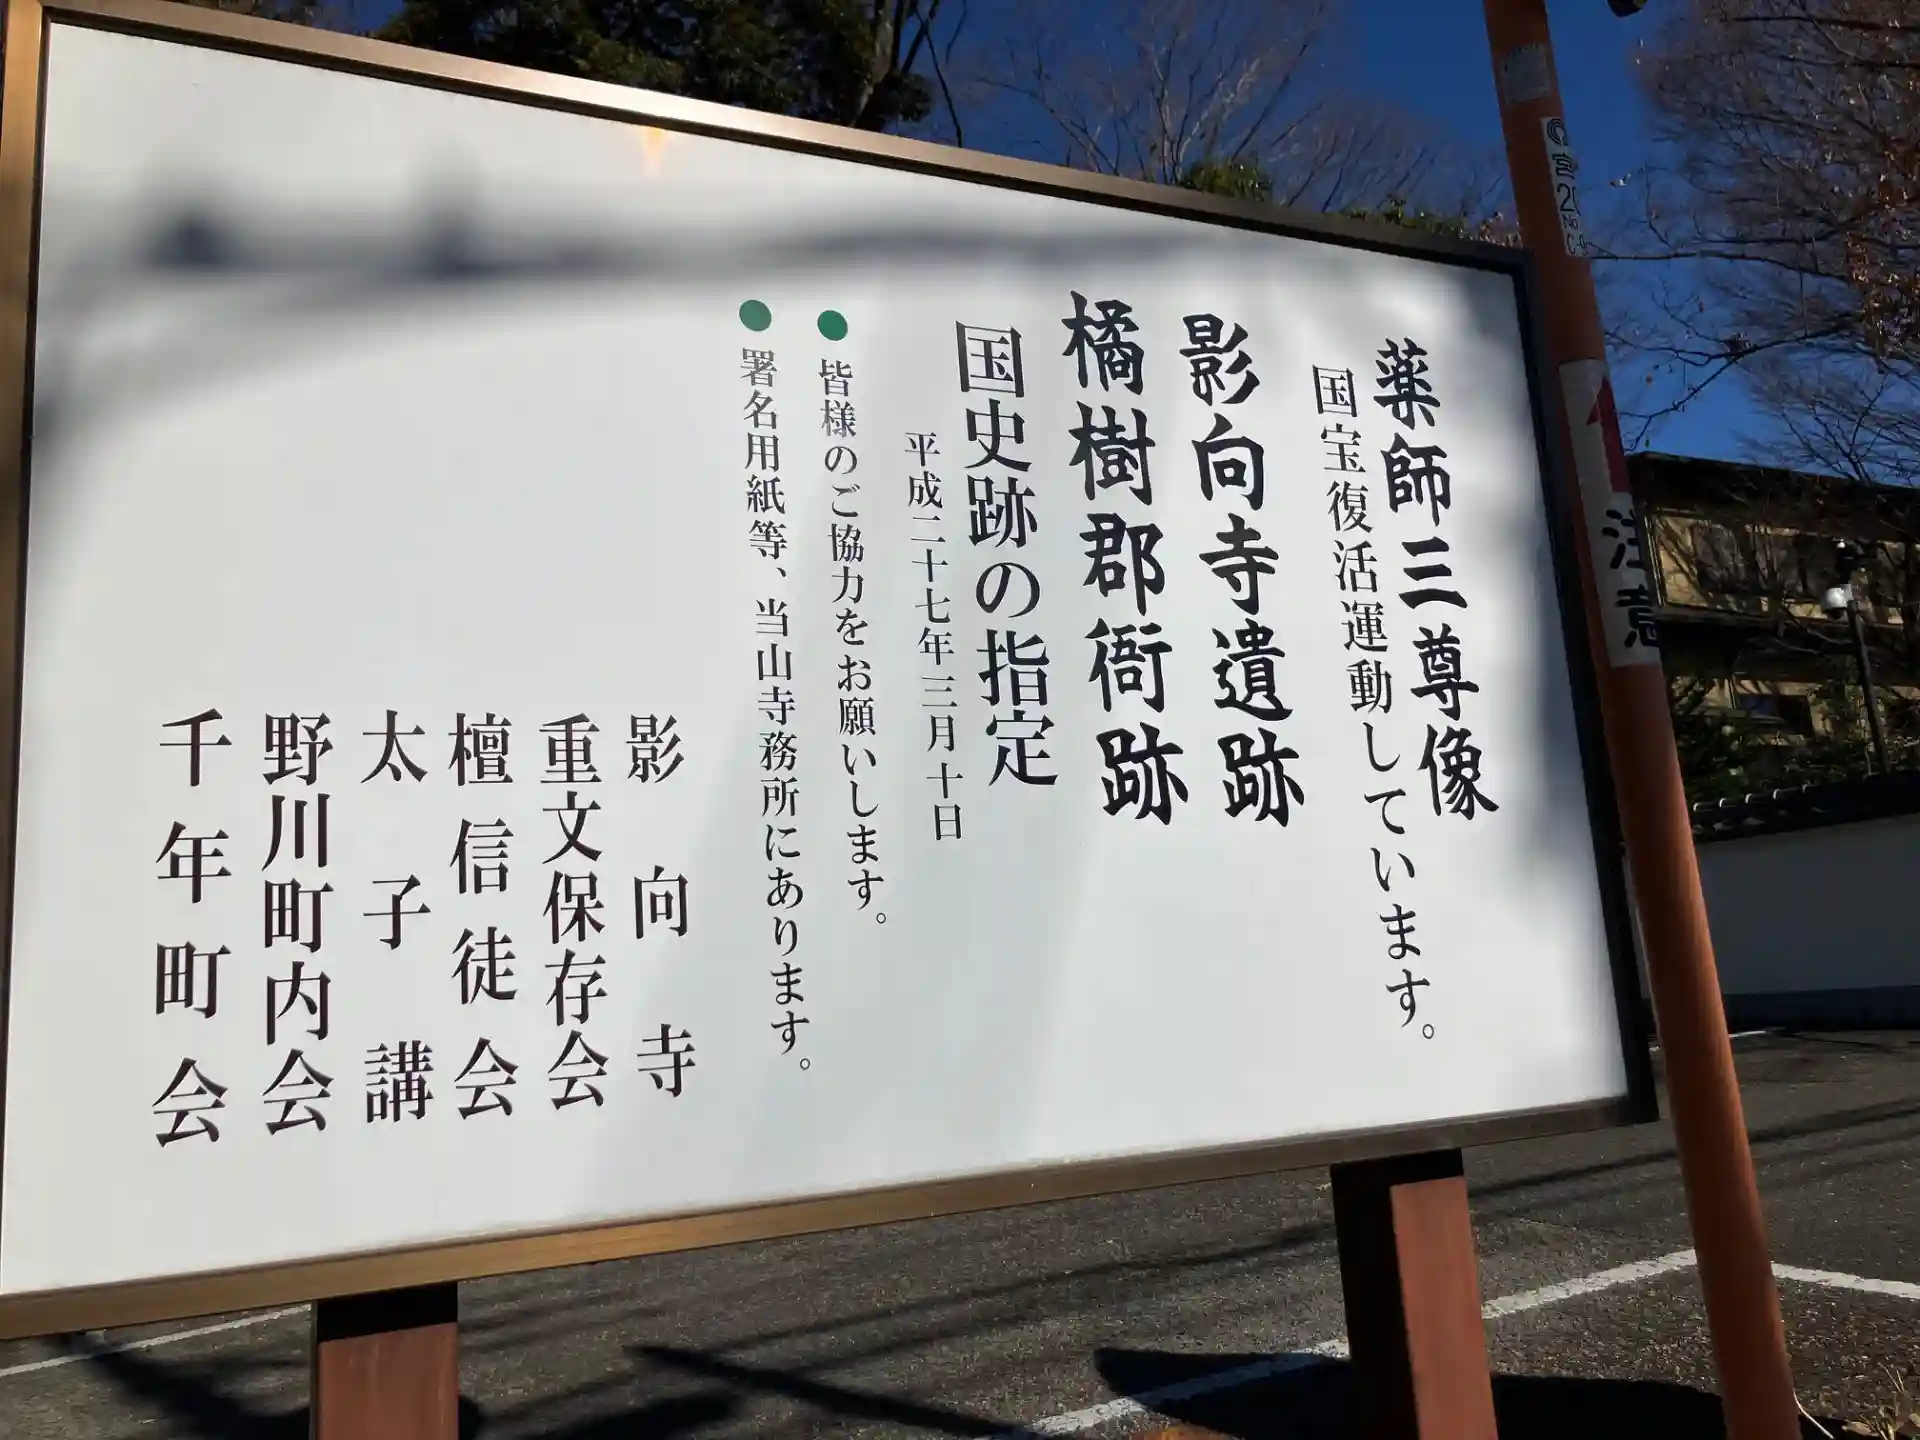 薬師三尊像
国宝復活運動しています。
影向寺遺跡
橘樹郡衙跡
国史跡の指定
平成二十七年三月十日
●皆様のご協力をお願いします。
●署名用紙等、当山寺務所にあります。
影向寺
重文保存会
檀信徒会
太子講
野川町内会
千年町会
注意